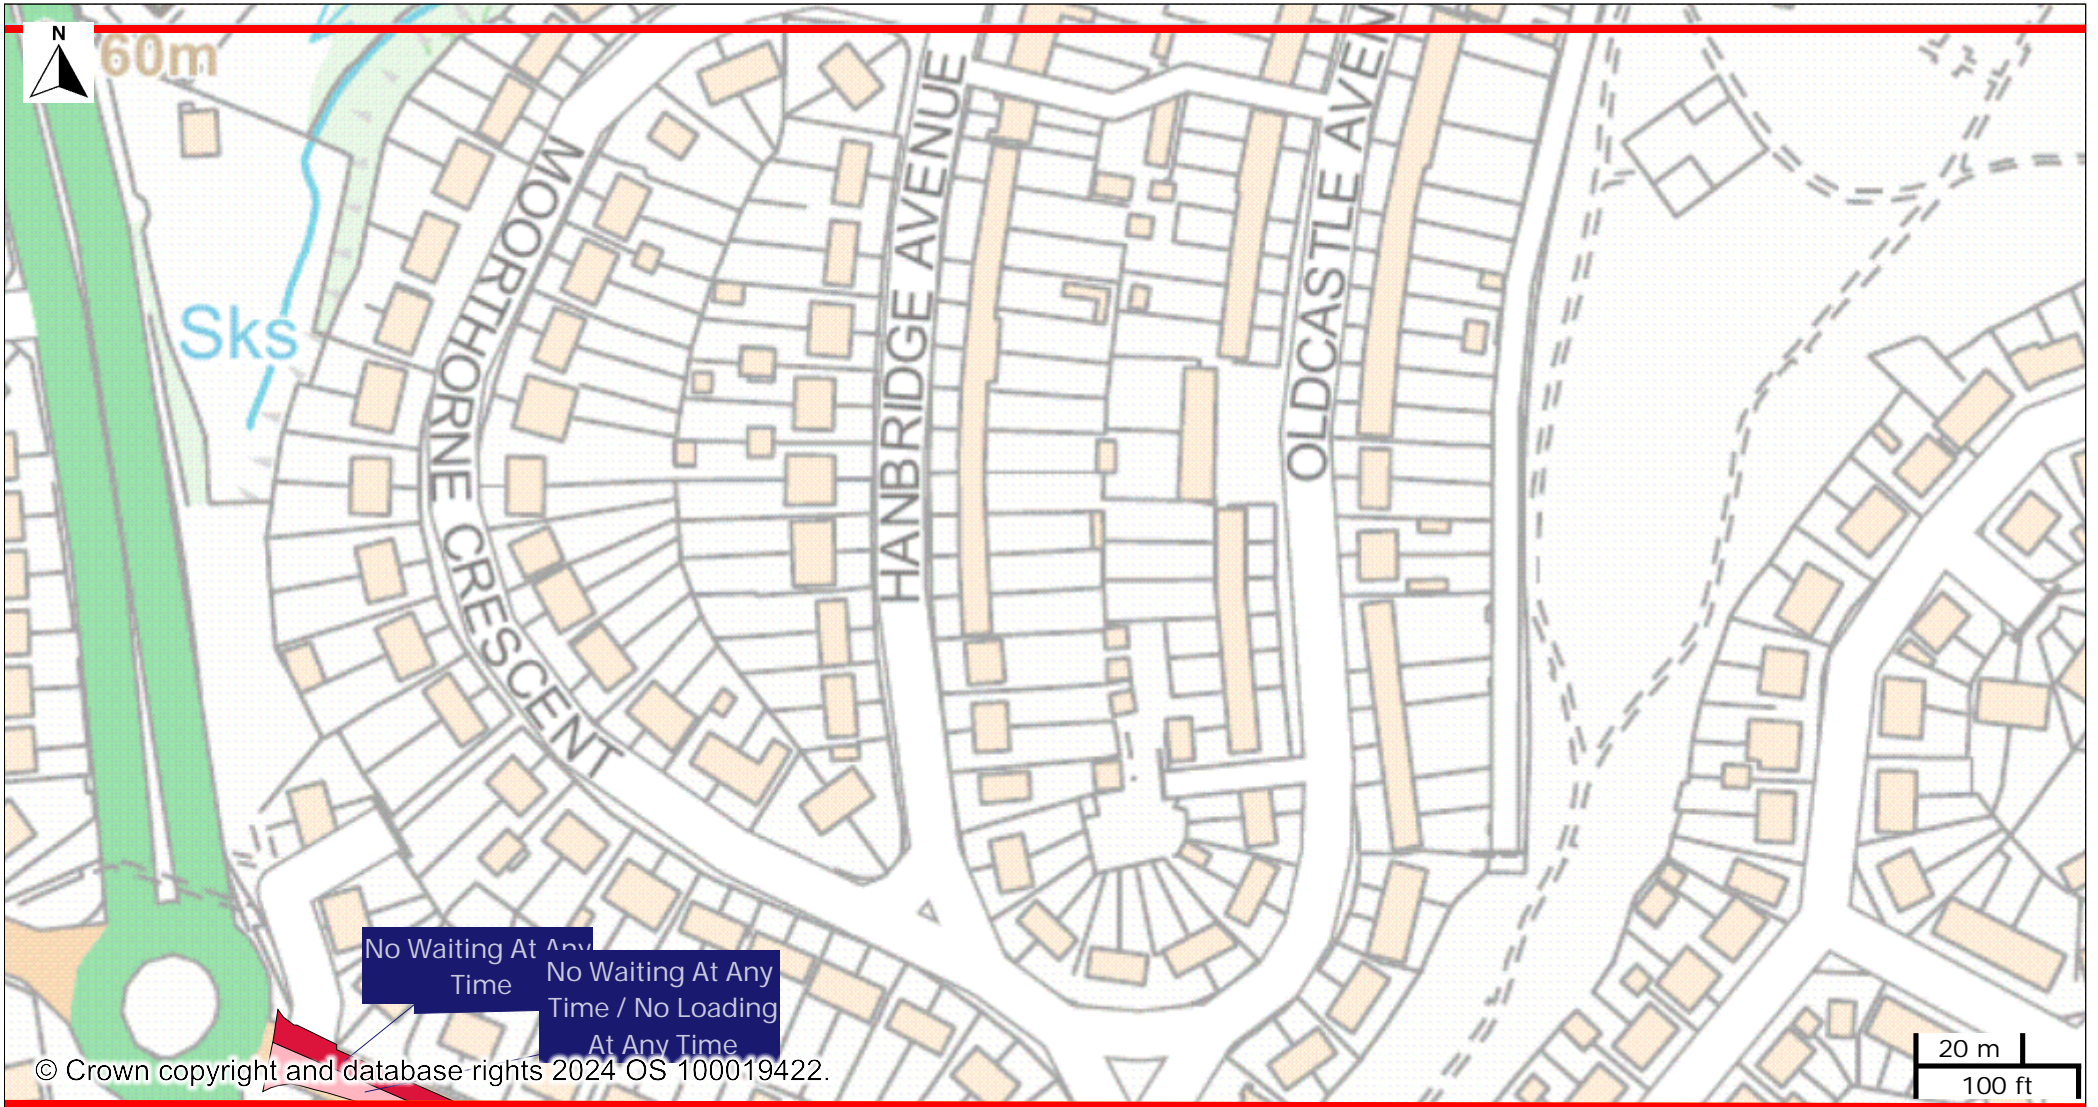 N
60m
Sks
MOORTHORNE CRESCENT
HANBRIDGE AVENUE
OLDCASTLE AVEN
No Waiting At Any
Time
No Waiting At Any
Time / No Loading
At Any Time
© Crown copyright and database rights 2024 OS 100019422.
20 m
100 ft